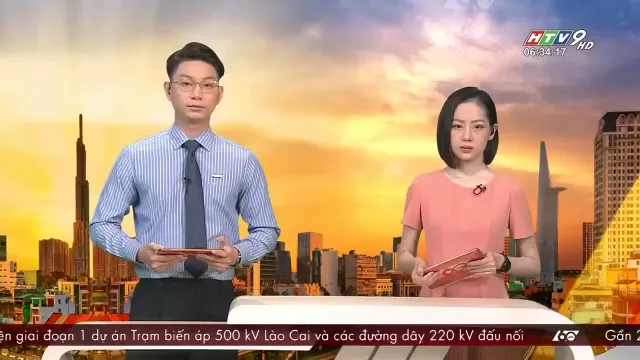 HTV9 HD
06:34:17
ện giai đoạn 1 dự án Trạm biến áp 500 kV Lào Cai và các đường dây 220 kV đấu nối
Gần 2